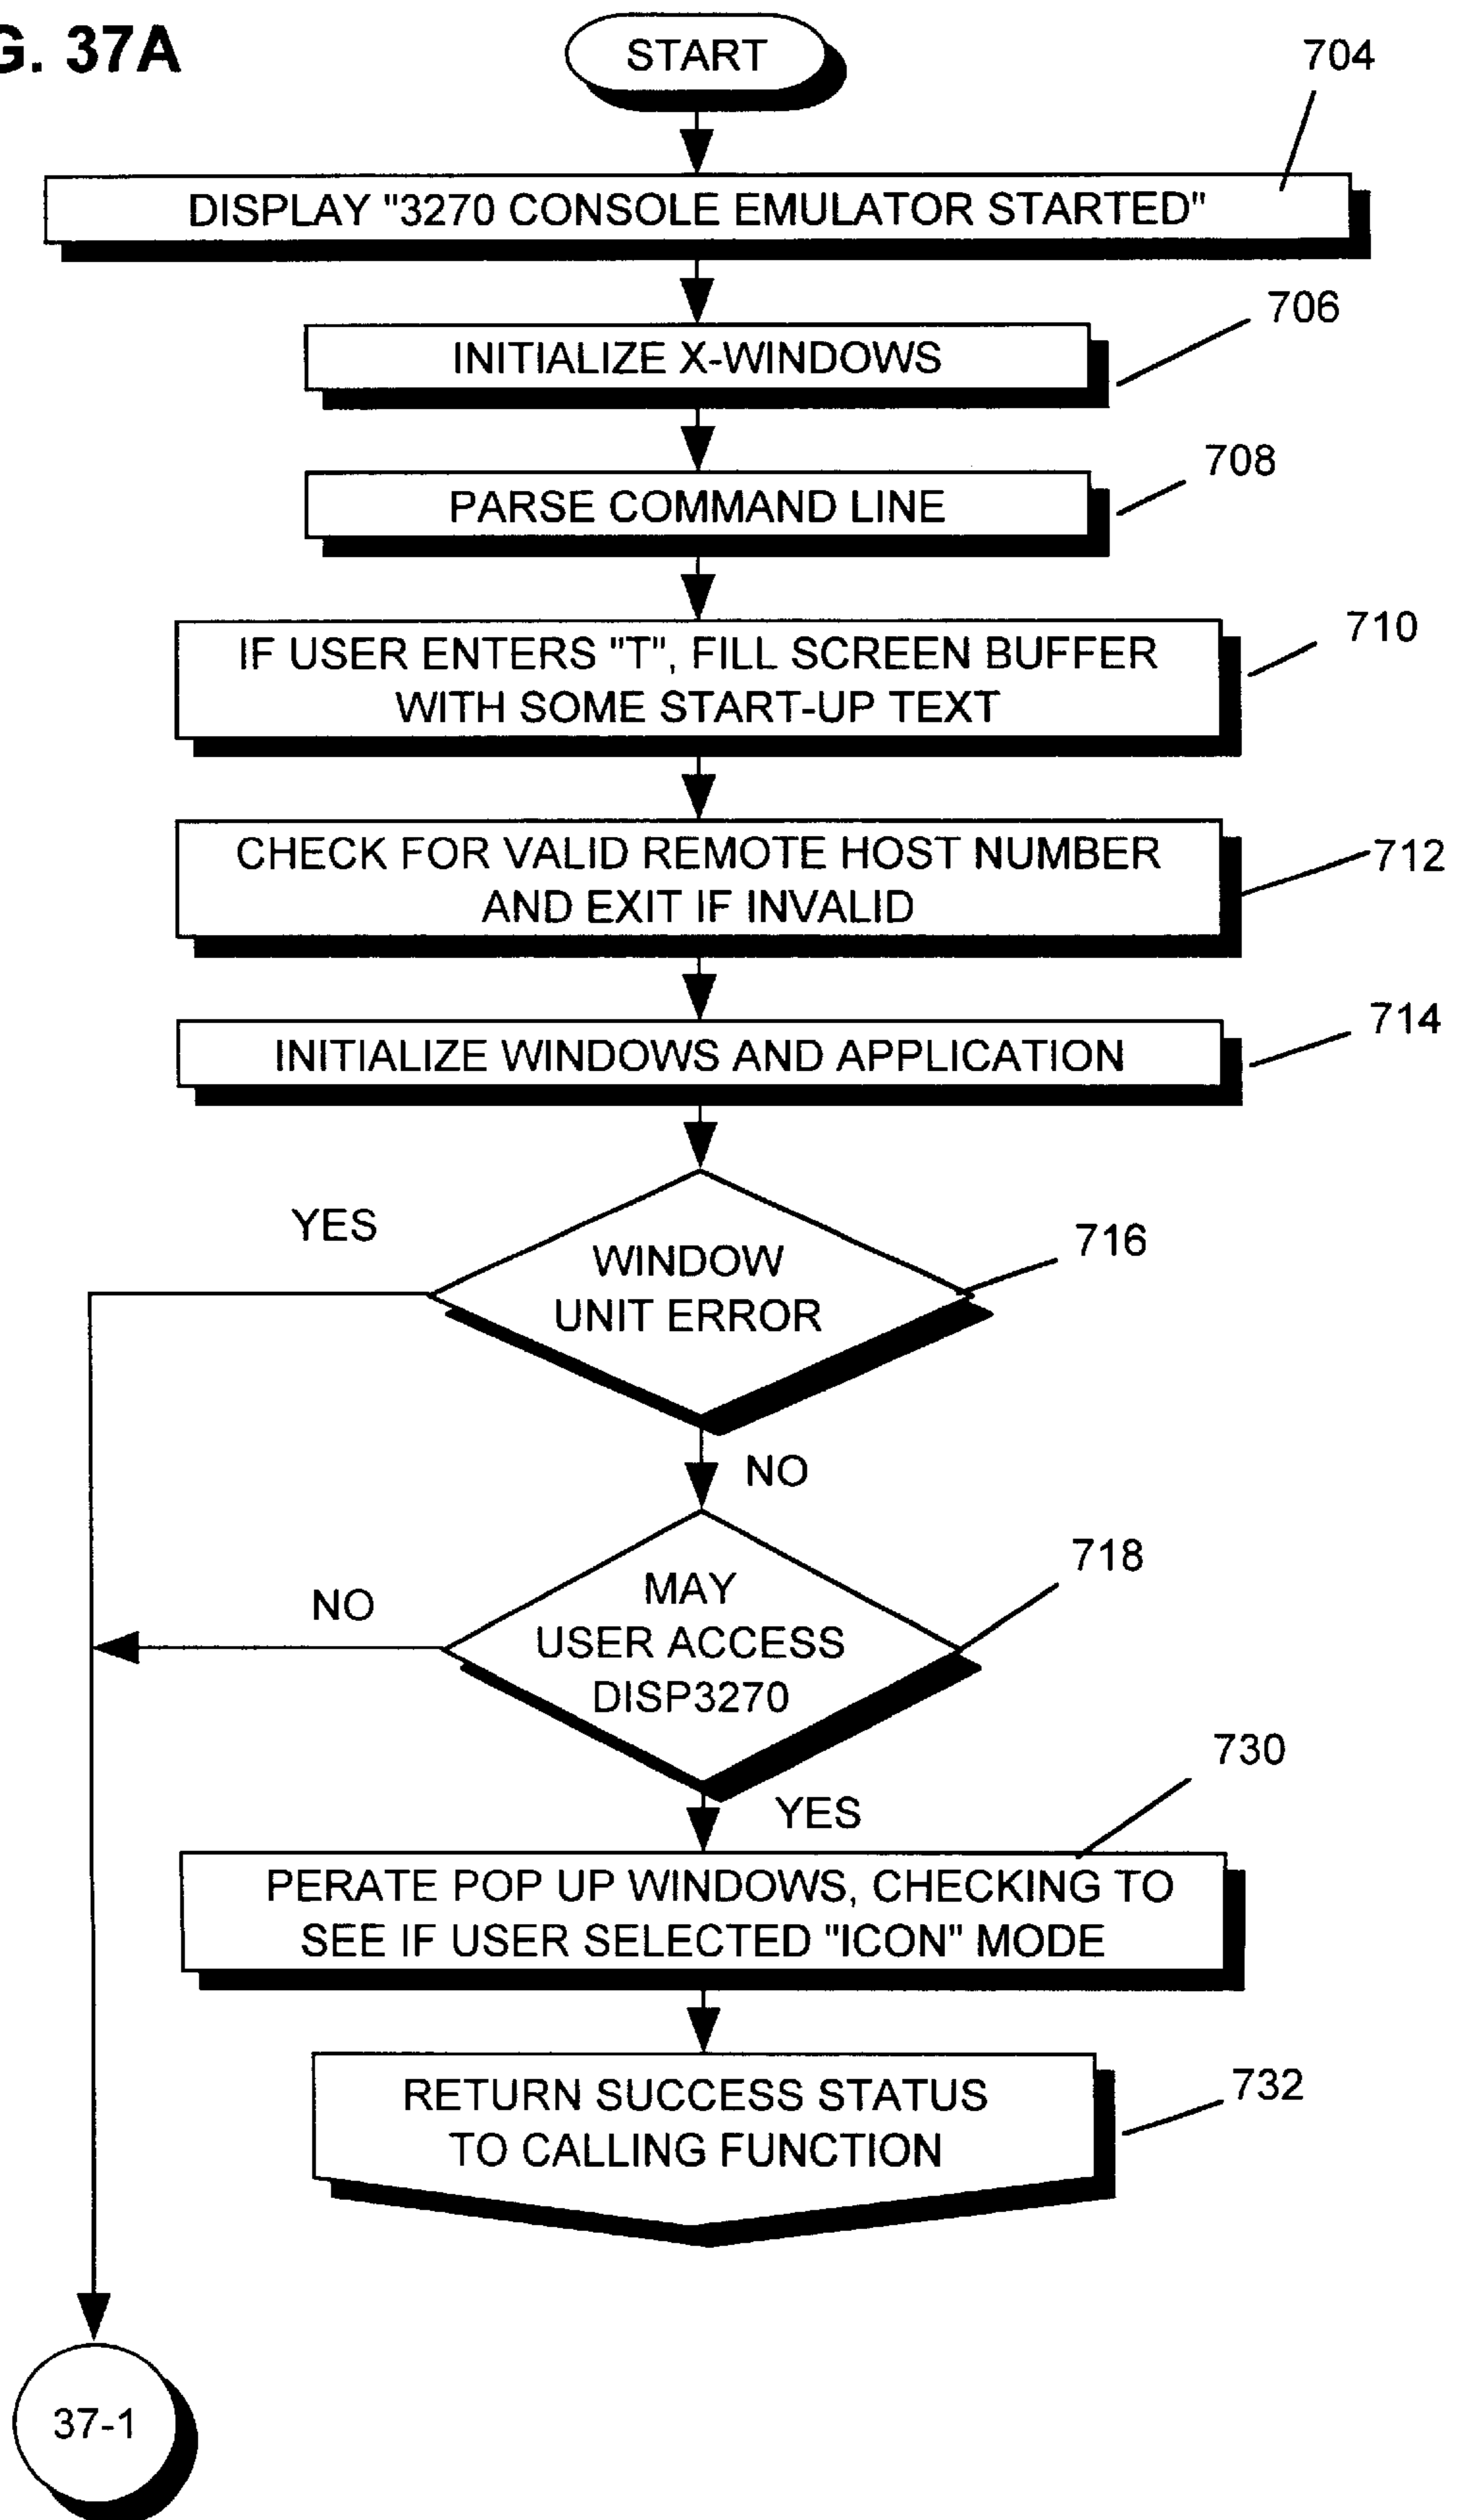 G. 37A
START
704
DISPLAY "3270 CONSOLE EMULATOR STARTED"
706
INITIALIZE X-WINDOWS
708
PARSE COMMAND LINE
710
IF USER ENTERS "T", FILL SCREEN BUFFER
WITH SOME START-UP TEXT
712
CHECK FOR VALID REMOTE HOST NUMBER
AND EXIT IF INVALID
714
INITIALIZE WINDOWS AND APPLICATION
YES
716
WINDOW
UNIT ERROR
NO
718
NO
MAY
USER ACCESS
DISP3270
730
YES
PERATE POP UP WINDOWS, CHECKING TO
SEE IF USER SELECTED "ICON" MODE
732
RETURN SUCCESS STATUS
TO CALLING FUNCTION
37-1